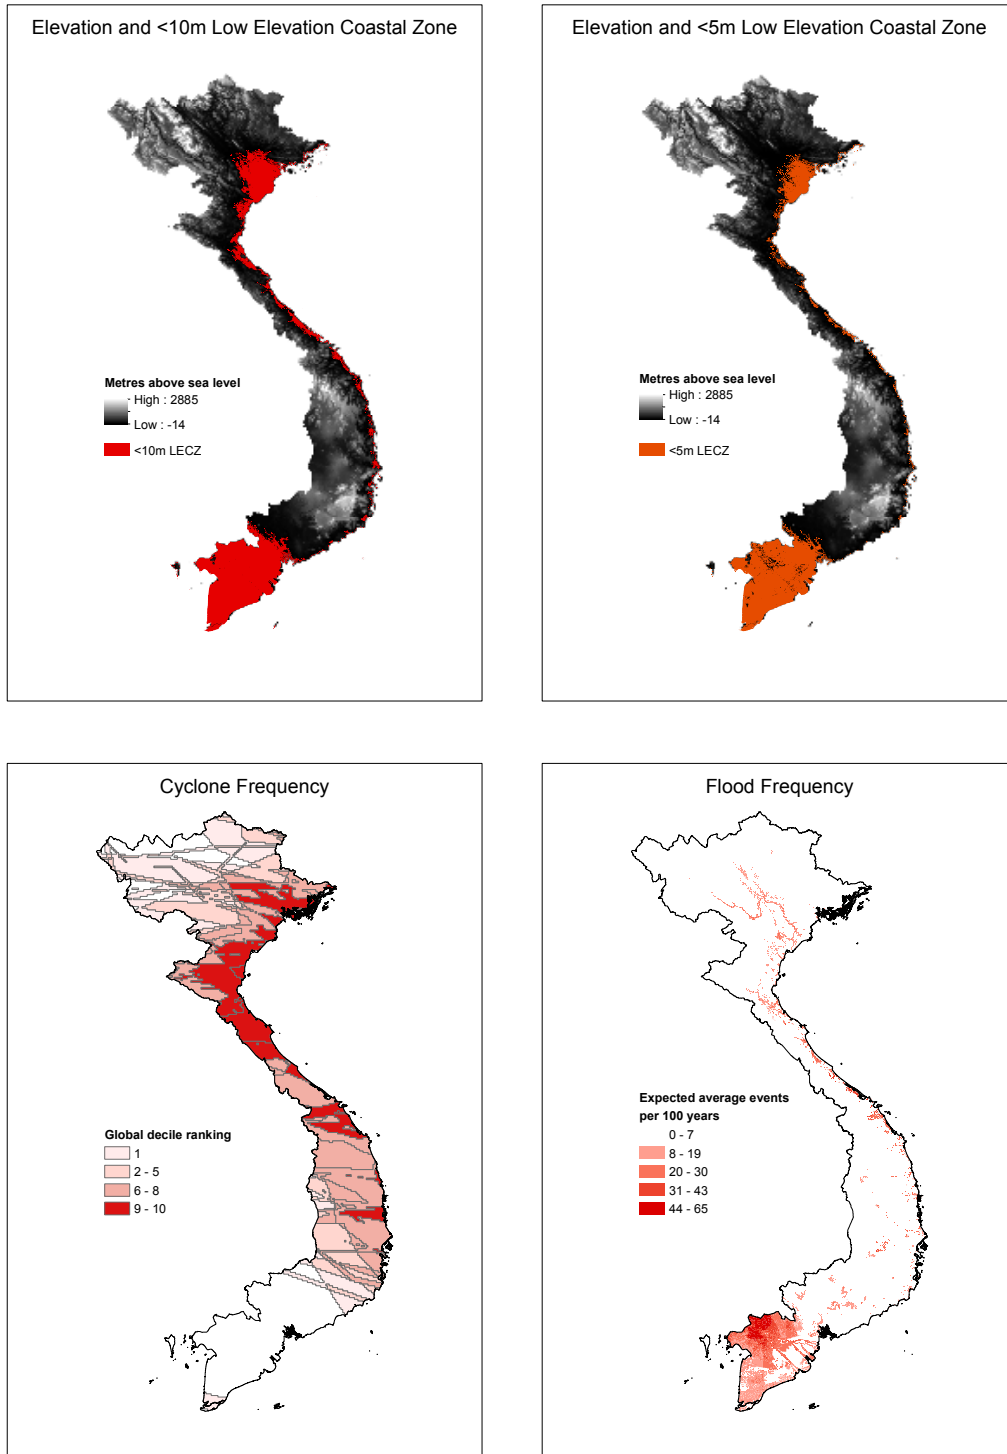 Elevation and <10m Low Elevation Coastal Zone
Metres above sea level
High : 2885
Low : -14
<10m LECZ
Elevation and <5m Low Elevation Coastal Zone
Metres above sea level
High : 2885
Low : -14
<5m LECZ
Cyclone Frequency
Global decile ranking
1
2 - 5
6 - 8
9 - 10
Flood Frequency
Expected average events
per 100 years
0 - 7
8 - 19
20 - 30
31 - 43
44 - 65